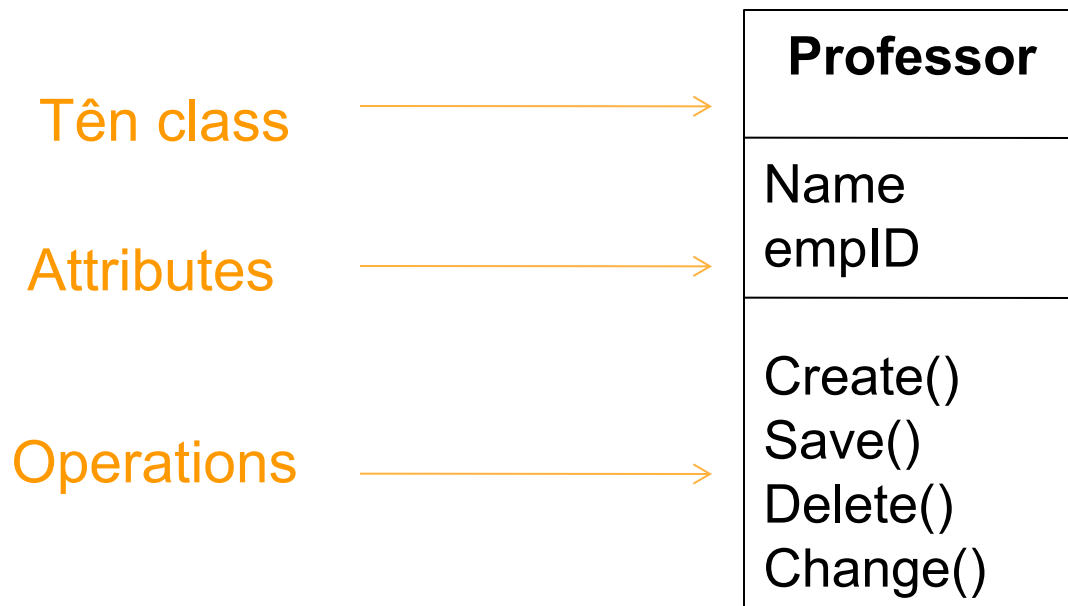 Professor
Tên class
Name
empID
Attributes
Create()
Save()
Operations
Delete()
Change()